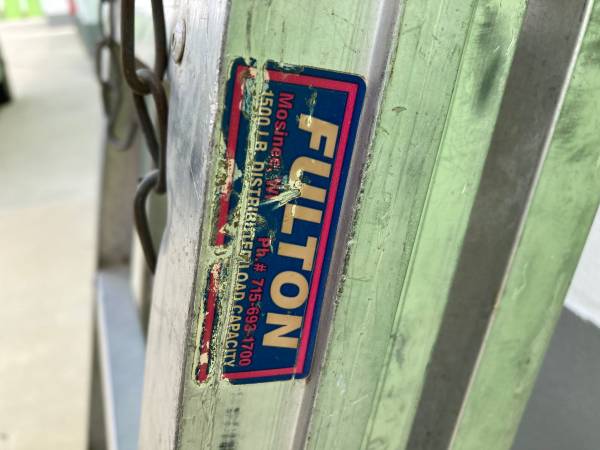 FULTON
Mosinee, WI Ph.# 715-693-1700
1500 LB. DISTRIBUTED LOAD CAPACITY